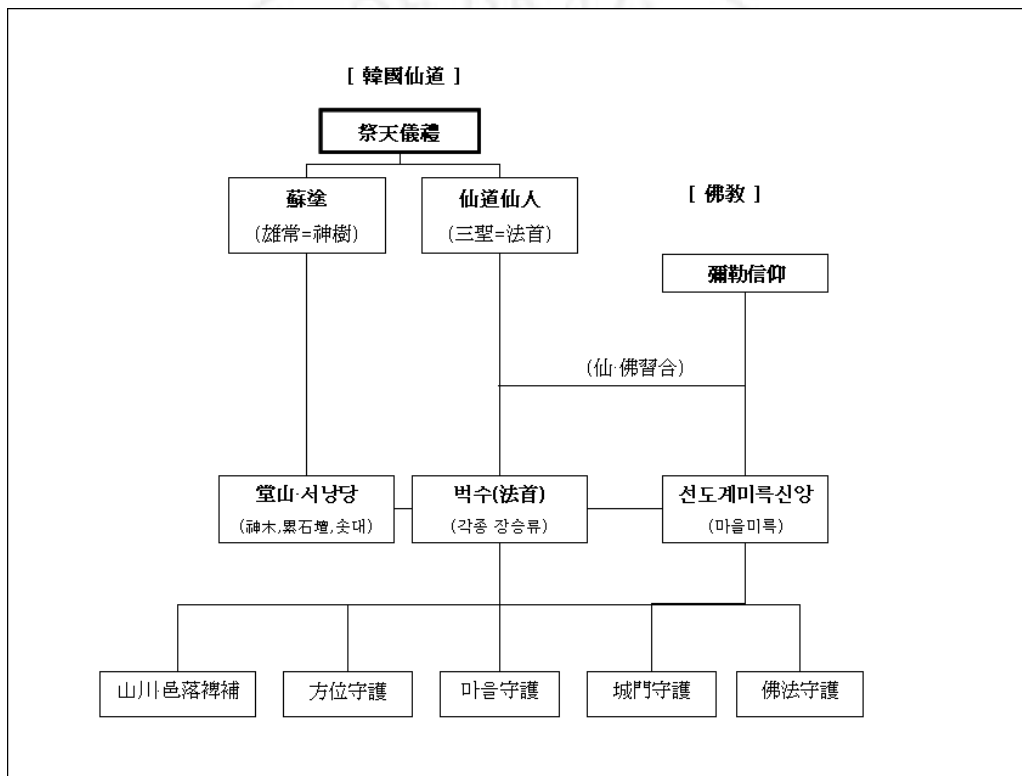 [ 韓國仙道 ]
祭天儀禮
蘇塗
(雄常=神樹)
仙道仙人
(三聖=法首)
[ 佛敎 ]
彌勒信仰
(仙·佛習合)
堂山·서낭당
(神木,累石壇,솟대)
벅수(法首)
(각종 장승류)
선도계미륵신앙
(마을미륵)
山川·邑落裨補
方位守護
마을守護
城門守護
佛法守護